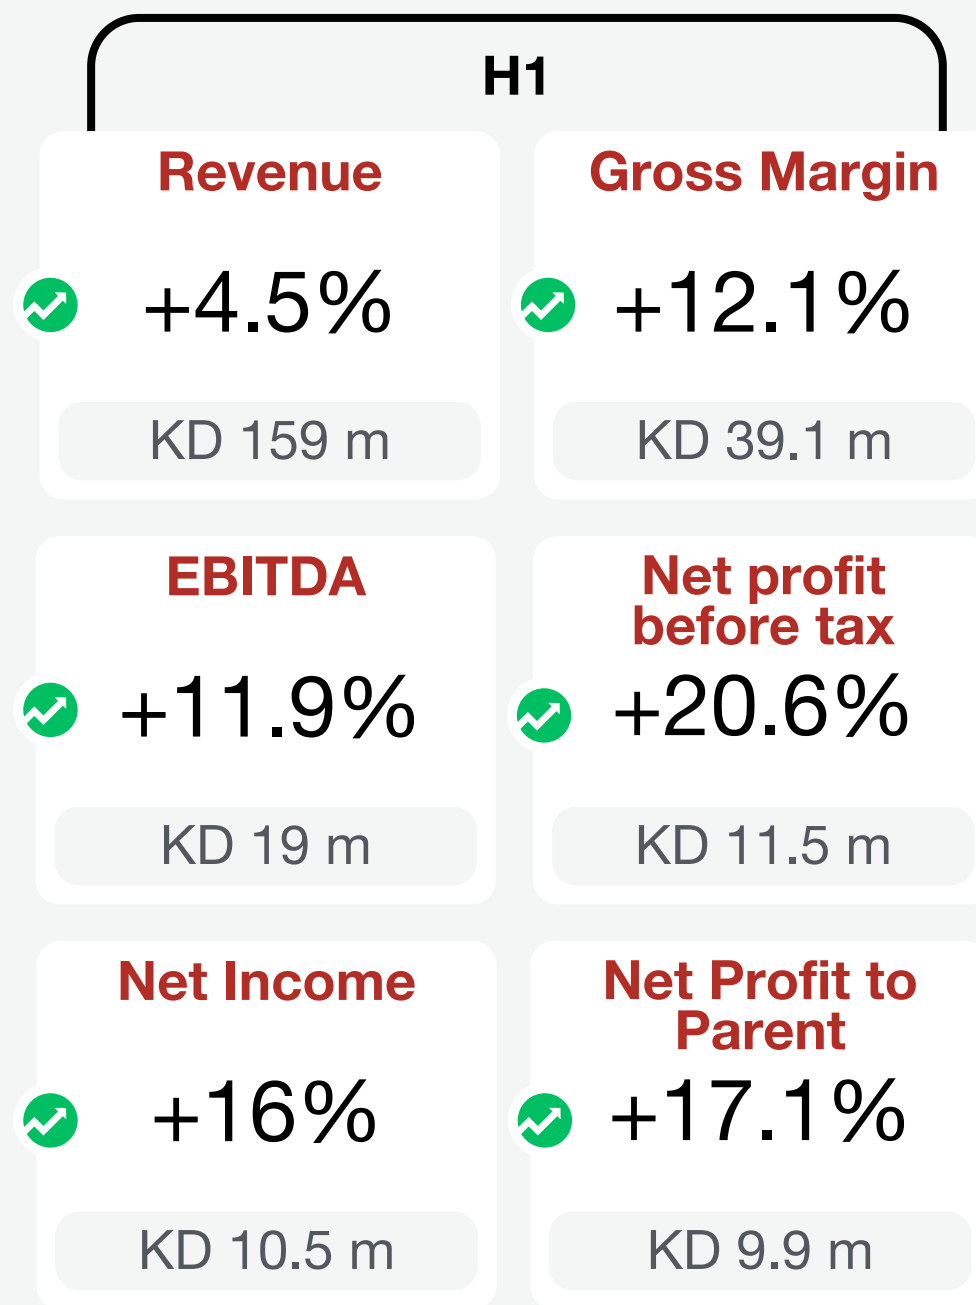 H1
Revenue
+4.5%
KD 159 m
Gross Margin
+12.1%
KD 39.1 m
EBITDA
+11.9%
KD 19 m
Net profit
before tax
+20.6%
KD 11.5 m
Net Income
+16%
KD 10.5 m
Net Profit to
Parent
+17.1%
KD 9.9 m